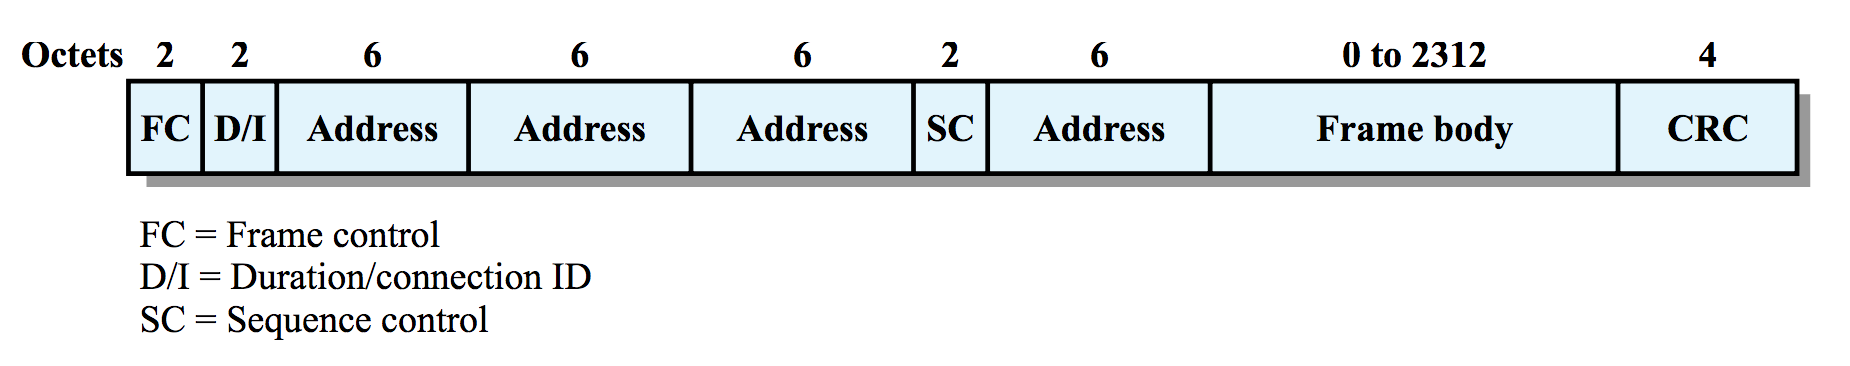 Octets 2 2 6 6 6 2 6 0 to 2312 4
FC D/I Address Address Address SC Address Frame body CRC
FC = Frame control
D/I = Duration/connection ID
SC = Sequence control